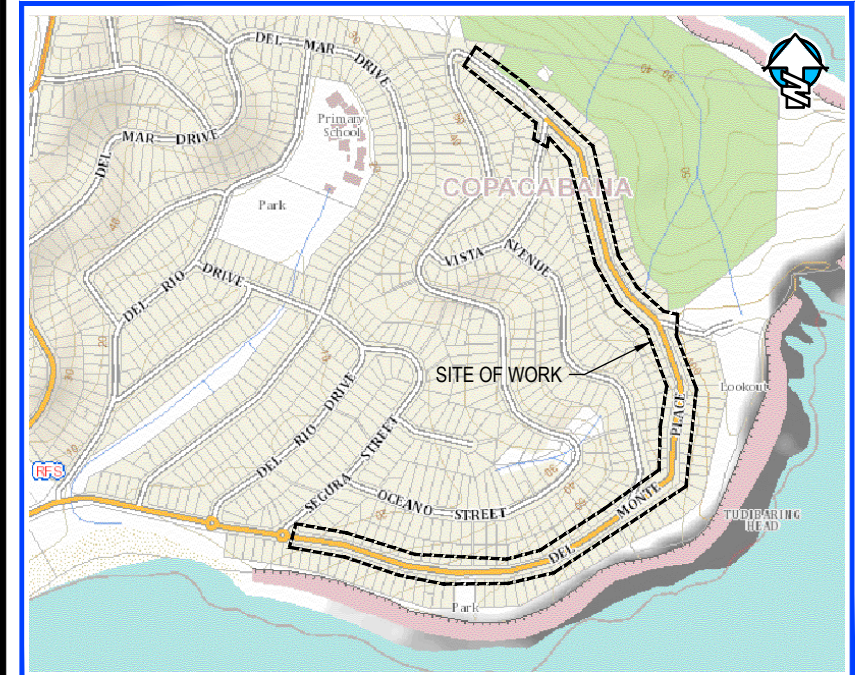 DEL MAR DRIVE
Primary
School
MAR DRIVE
DEL
COPACABANA
Park
VISTA AVENUE
DEL RIO DRIVE
SITE OF WORK
Lookout
PLACE
DEL RIO DRIVE
SEGURA STREET
RFS
OCEANO STREET
MONTE
TUDIBARING
HEAD
DEL
Park